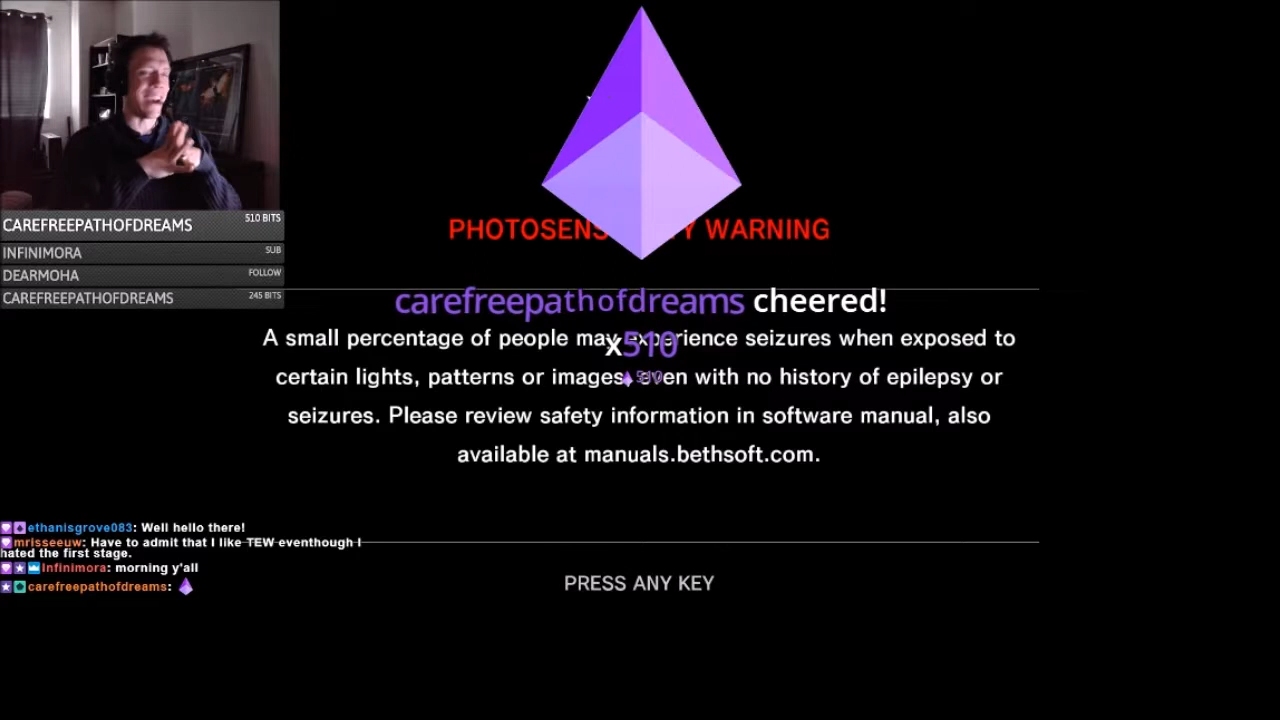 CAREFREEPATHOFDREAMS 510 BITS
INFINIMORA SUB
DEARMOHA FOLLOW
CAREFREEPATHOFDREAMS 245 BITS
WARNING
carefreepathofdreams cheered!
x510
A small percentage of people may experience seizures when exposed to
certain lights, patterns or images, even with no history of epilepsy or
510
seizures. Please review safety information in software manual, also
available at manuals.bethsoft.com.
ethanisgrove083: Well hello there!
mrisseeuw: Have to admit that I like TEW eventhough I
hated the first stage.
Infinimora: morning y'all
carefreepathofdreams:
PRESS ANY KEY